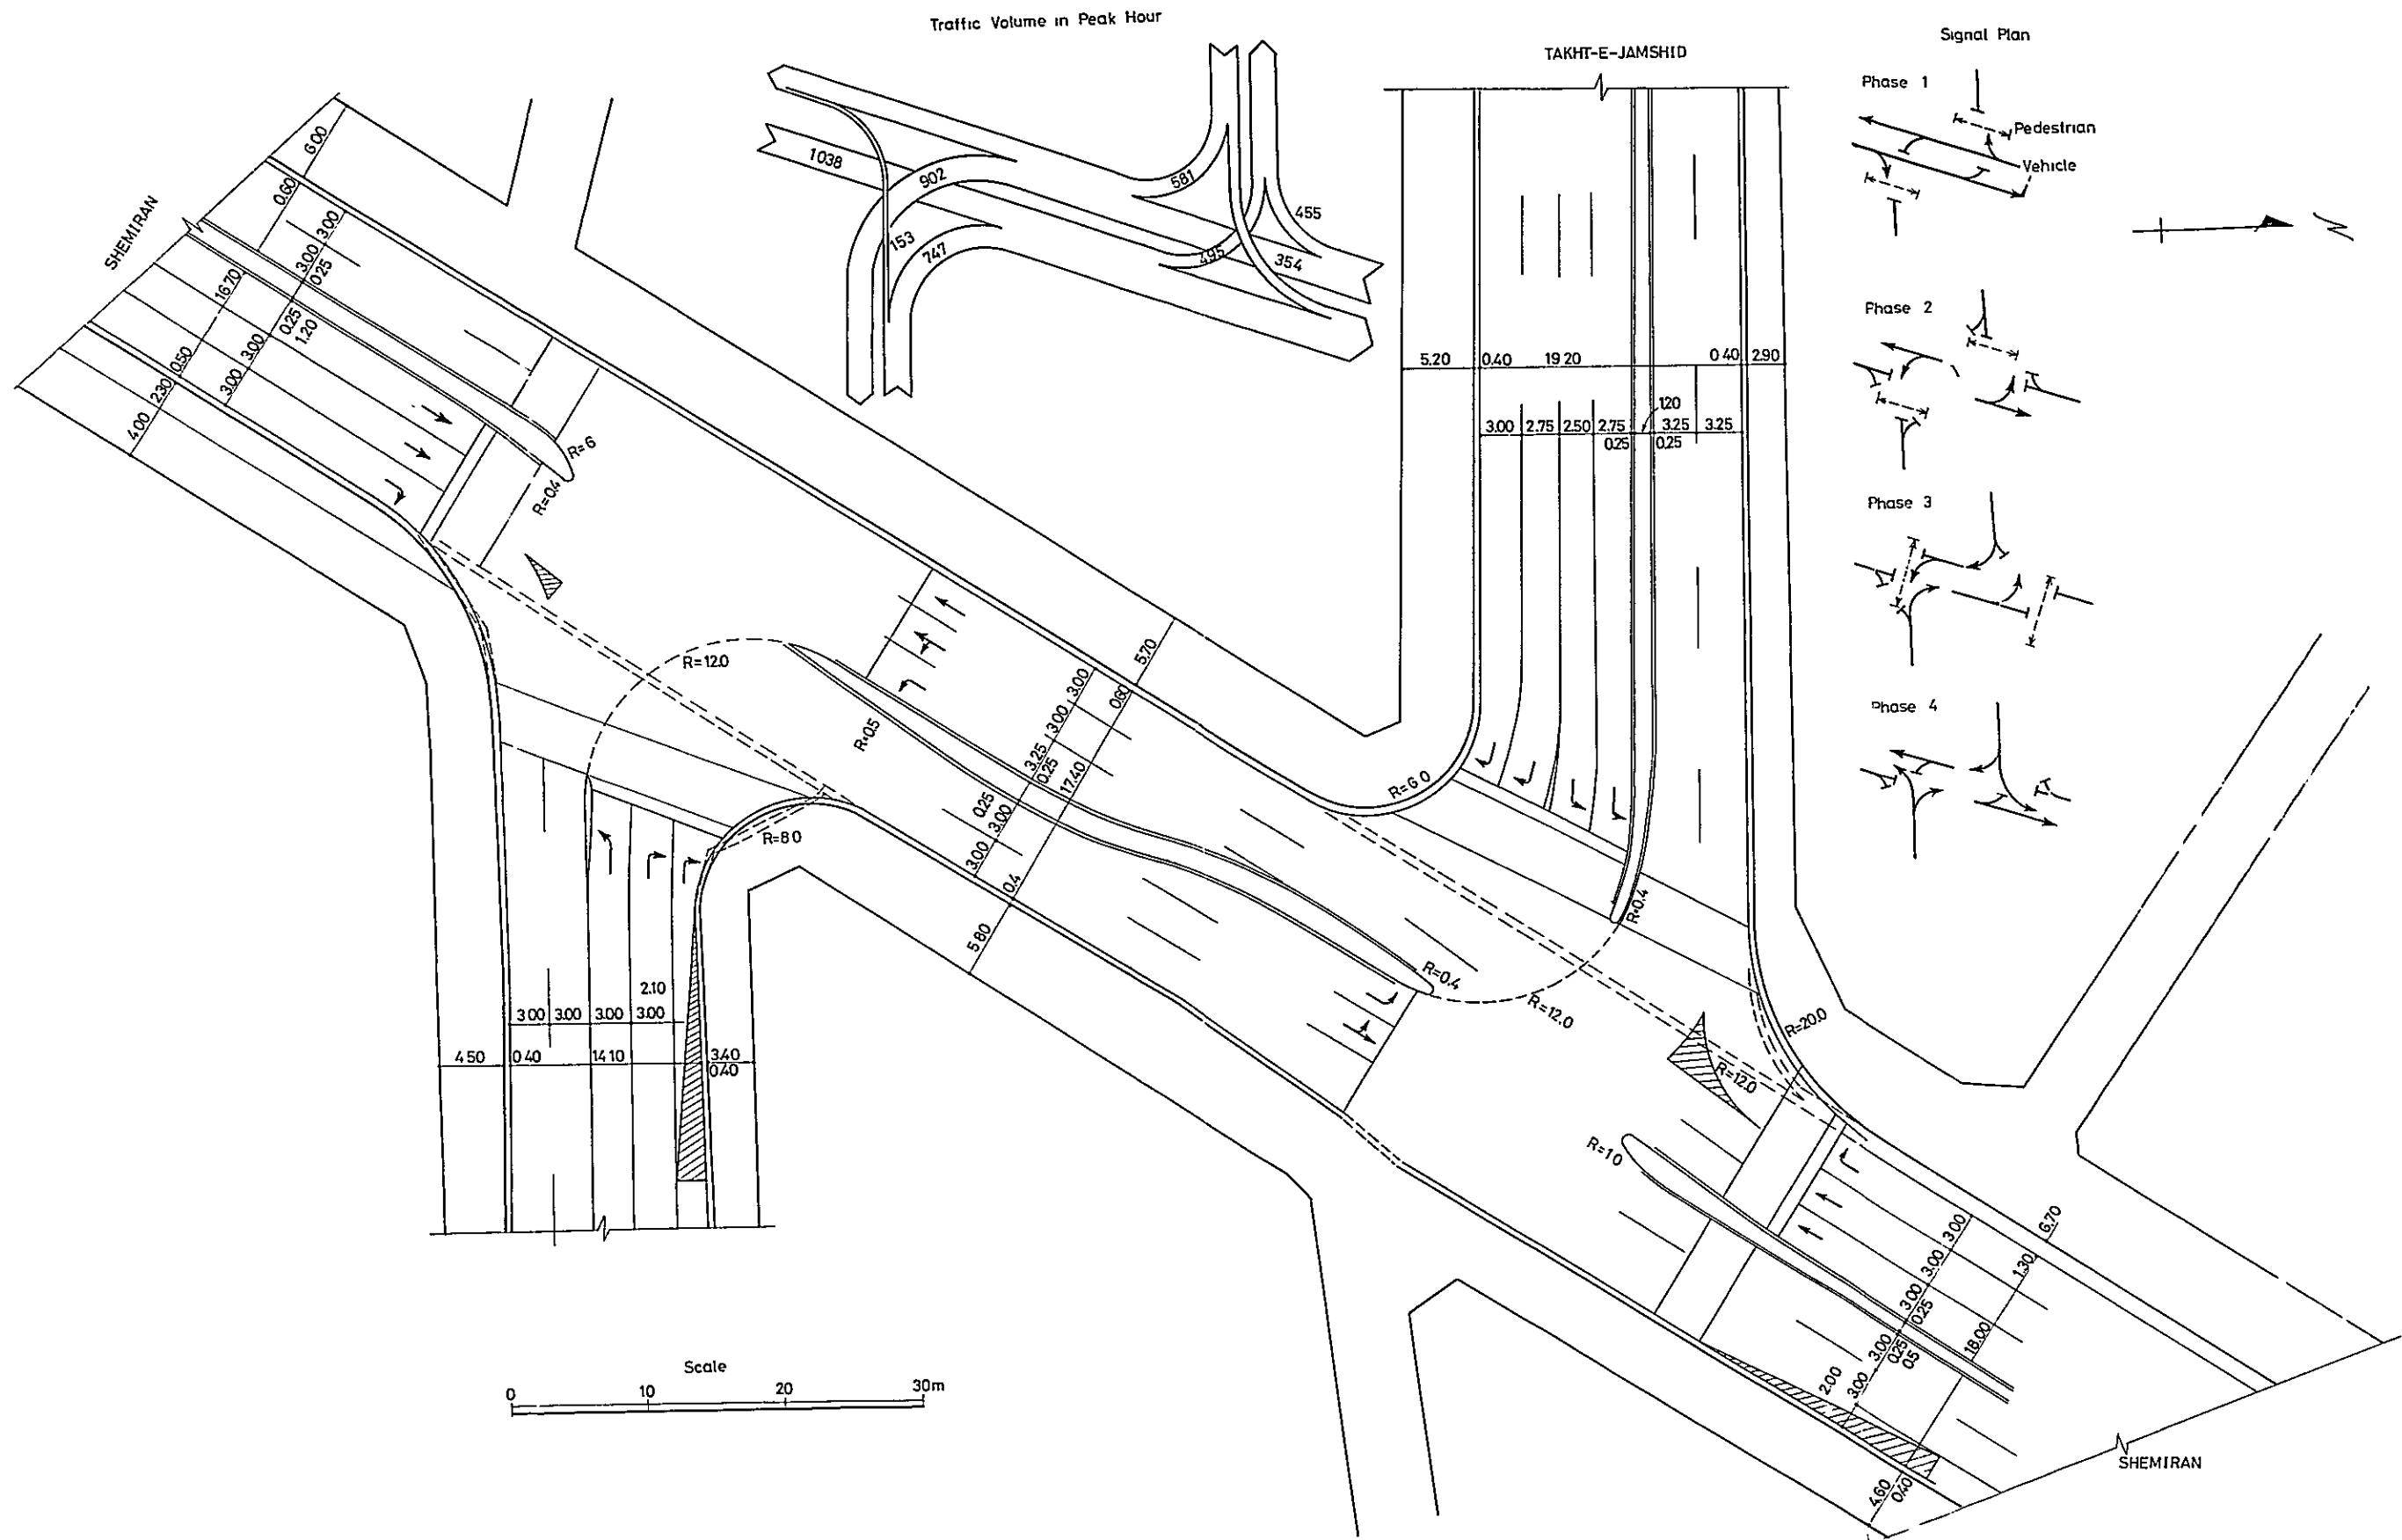 Traffic Volume in Peak Hour
1038
902
153
747
581
495
455
354
TAKHT-E-JAMSHID
Signal Plan
Phase 1
Pedestrian
Vehicle
N
Phase 2
Phase 3
Phase 4
SHEMIRAN
6.00
0.60
3.00
3.00
0.25
16.70
0.25
1.20
3.00
3.00
0.50
2.30
4.00
R=6
R=0.4
5.20
0.40
19 20
0 40
2.90
1.20
3.00
2.75
2.50
2.75
3.25
3.25
0.25
0.25
R=12.0
R=0.5
5.70
0.60
3.00
3.00
3.25
0.25
17.40
0.25
3.00
3.00
0.4
5 80
R=6 0
R=0.4
R=8 0
R=0.4
R=12.0
R=20.0
R=12.0
R=1 0
2.10
3 00
3.00
3.00
3.00
4 50
0 40
14 10
3.40
0.40
6.70
1.30
3.00
3.00
3.00
0.25
18.00
3.00
0.25
0.5
2.00
3.00
4.60
0.40
Scale
0
10
20
30m
SHEMIRAN